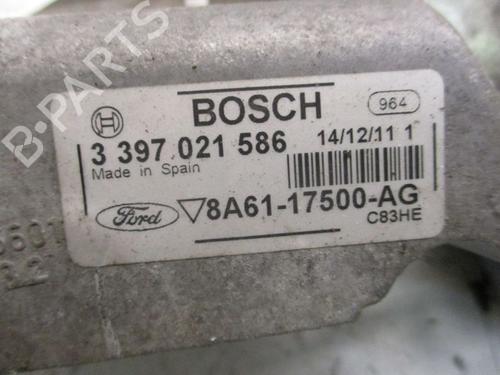 BOSCH 964
3 397 021 586 14/12/11 1
Made in Spain
Ford 8A61-17500-AG
C83HE
B-PARTS